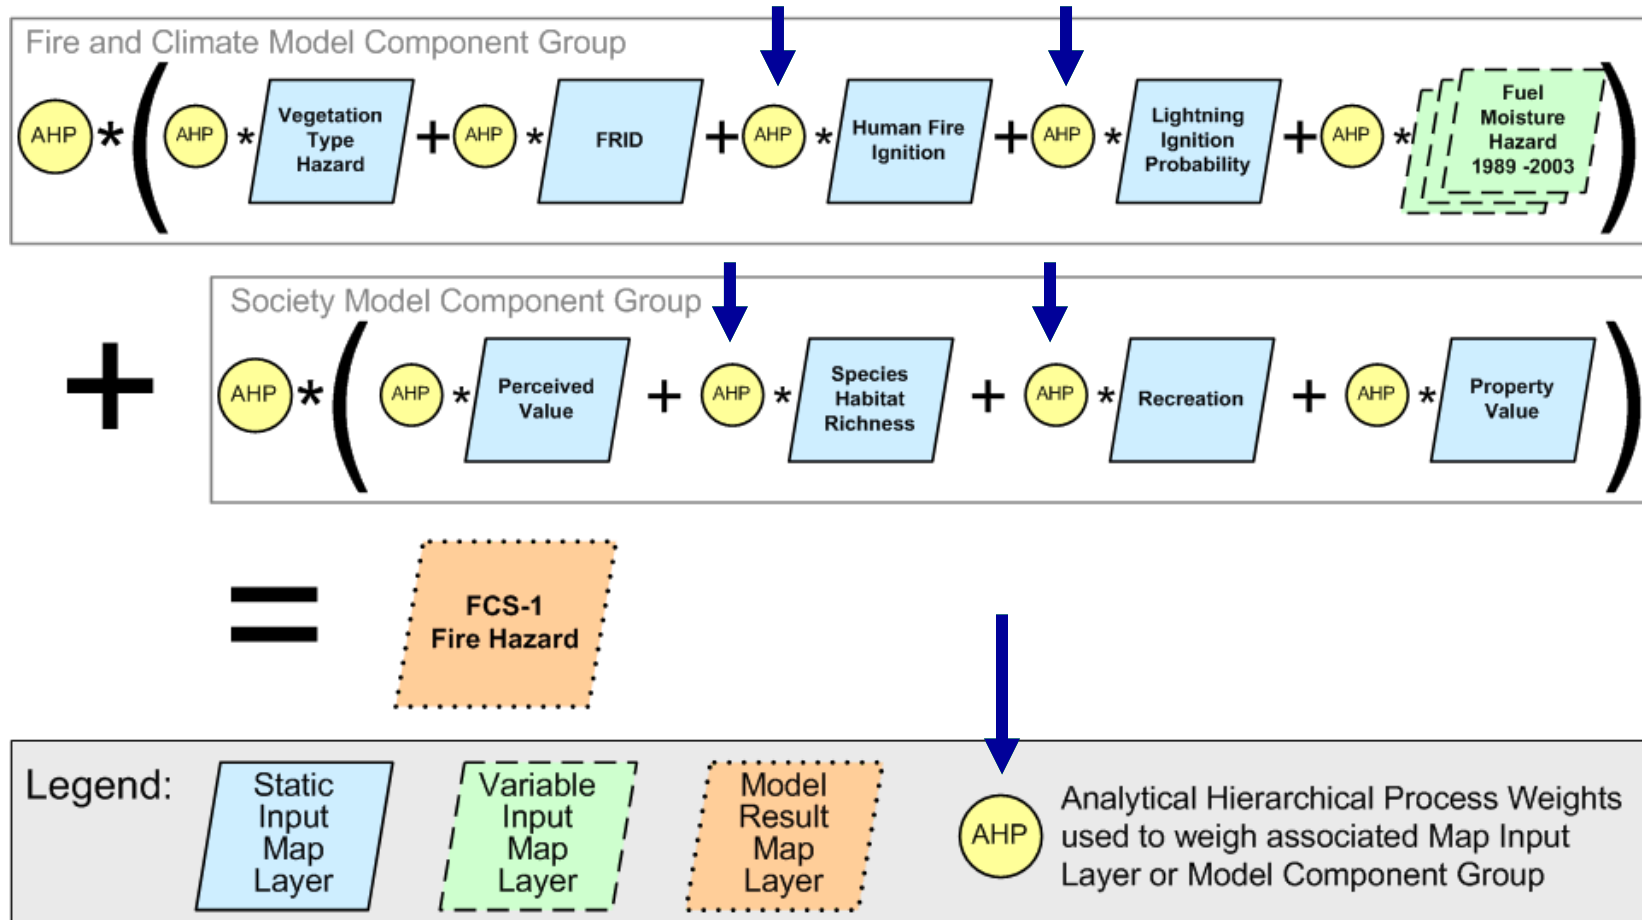 Fire and Climate Model Component Group
AHP
*
(
AHP
*
Vegetation
Type
Hazard
+
AHP
*
FRID
+
AHP
*
Human Fire
Ignition
+
AHP
*
Lightning
Ignition
Probability
+
AHP
*
Fuel
Moisture
Hazard
1989 -2003
)
+
Society Model Component Group
AHP
*
(
AHP
*
Perceived
Value
+
AHP
*
Species
Habitat
Richness
+
AHP
*
Recreation
+
AHP
*
Property
Value
)
=
FCS-1
Fire Hazard
Legend:
Static
Input
Map
Layer
Variable
Input
Map
Layer
Model
Result
Map
Layer
AHP
Analytical Hierarchical Process Weights
used to weigh associated Map Input
Layer or Model Component Group